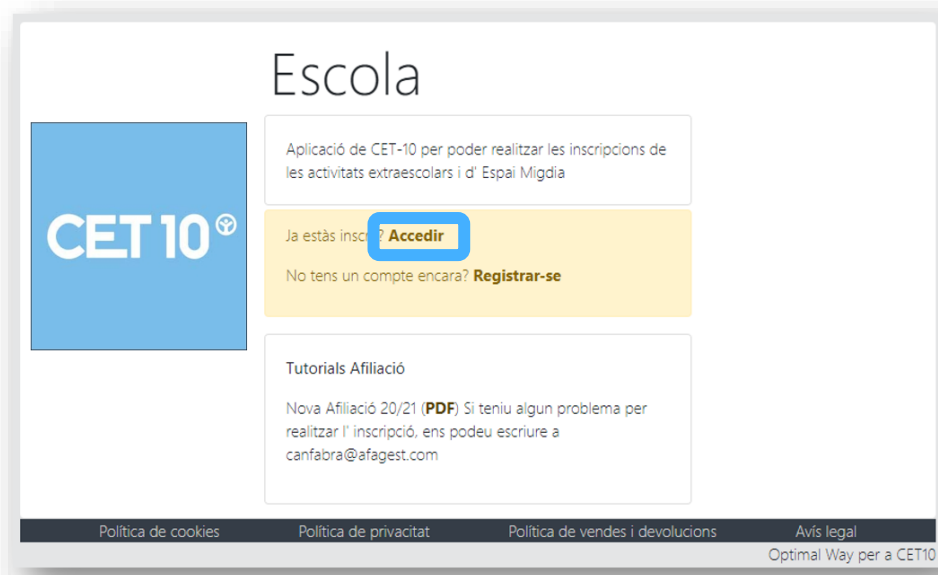 Escola
CET 10
Aplicació de CET-10 per poder realitzar les inscripcions de
les activitats extraescolars i d' Espai Migdia
Ja estàs inscr ? Accedir
No tens un compte encara? Registrar-se
Tutorials Afiliació
Nova Afiliació 20/21 (PDF) Si teniu algun problema per
realitzar l' inscripció, ens podeu escriure a
canfabra@afagest.com
Política de cookies Política de privacitat Política de vendes i devolucions Avís legal
Optimal Way per a CET10